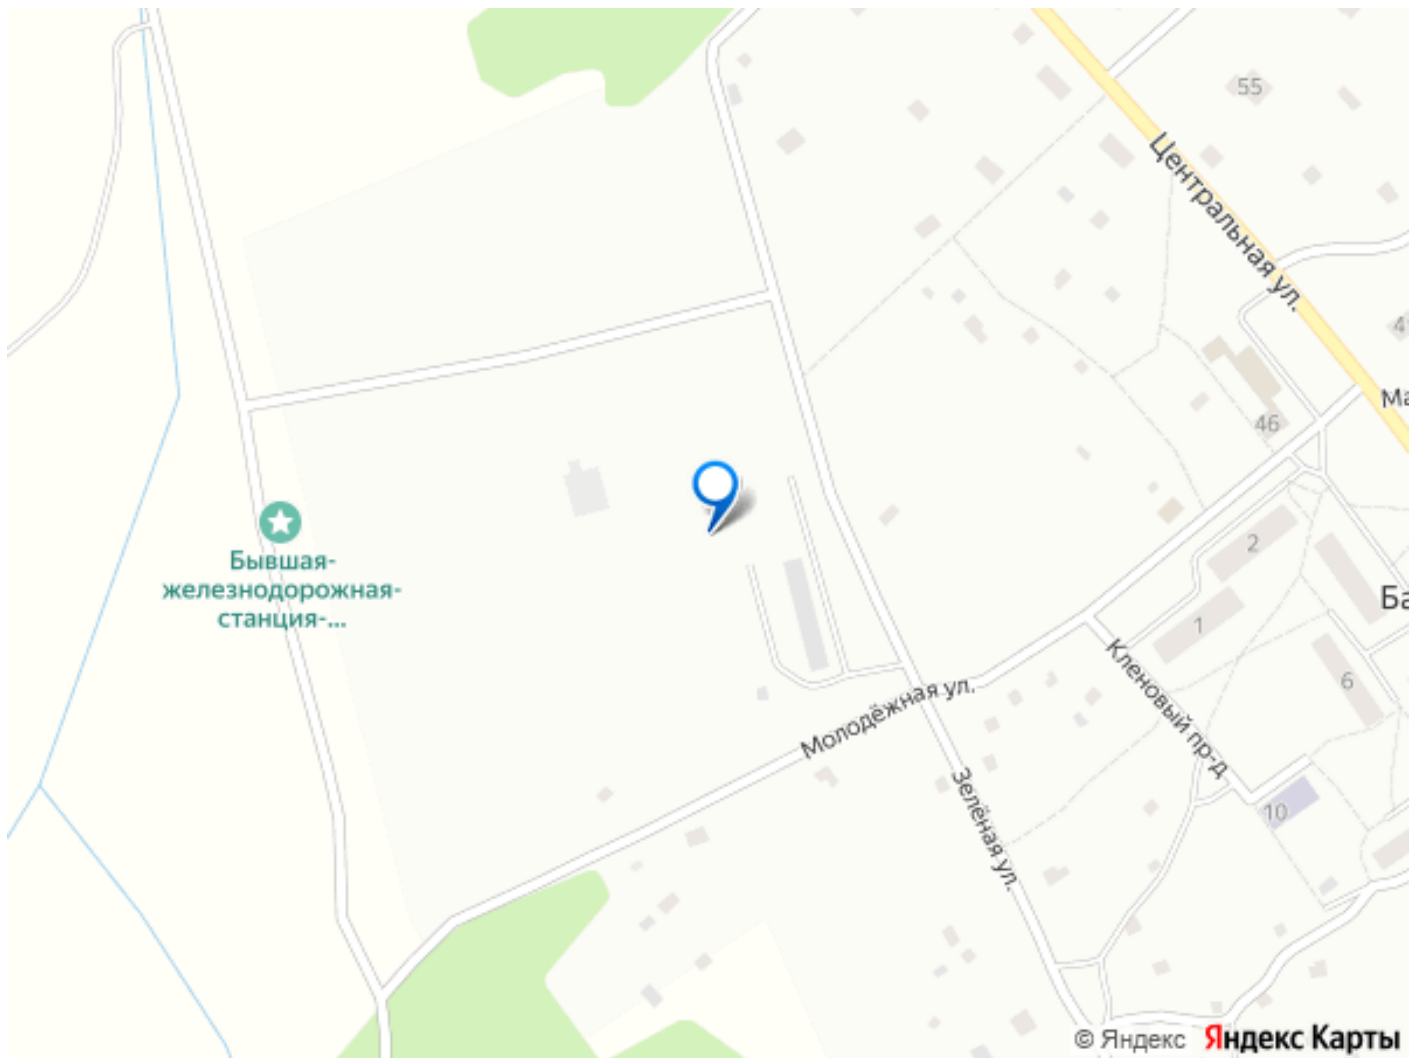 55
Центральная ул.
46
Бывшая-
железнодорожная-
станция-...
2
1
6
Кленовый пр-д
Молодёжная ул.
Зелёная ул.
10
© Яндекс Яндекс Карты